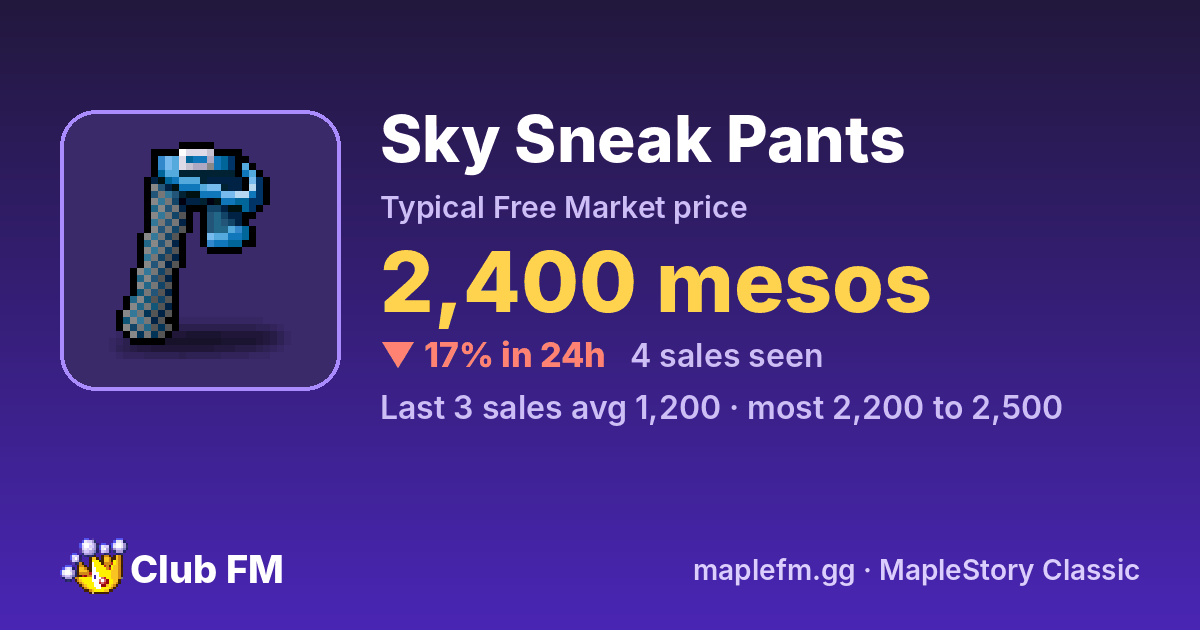 Sky Sneak Pants
Typical Free Market price
2,400 mesos
▼ 17% in 24h 4 sales seen
Last 3 sales avg 1,200 · most 2,200 to 2,500
Club FM
maplefm.gg · MapleStory Classic